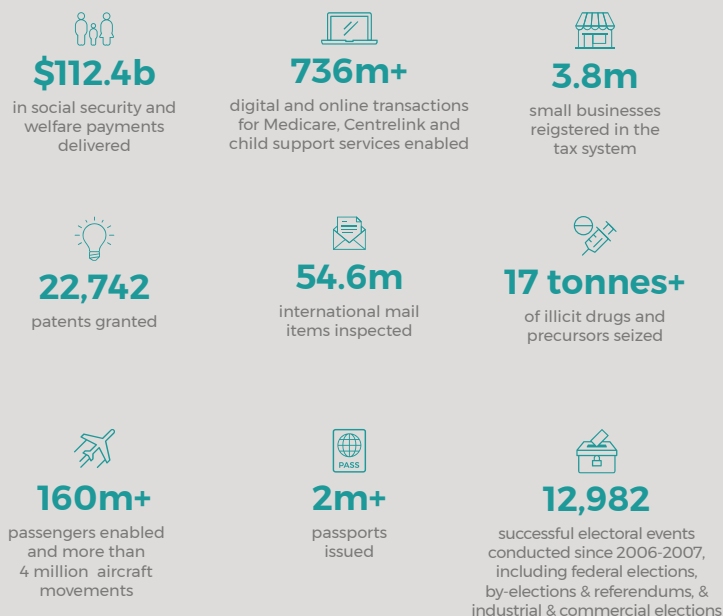 $112.4b
in social security and
welfare payments
delivered
736m+
digital and online transactions
for Medicare, Centrelink and
child support services enabled
3.8m
small businesses
reigstered in the
tax system
22,742
patents granted
54.6m
international mail
items inspected
17 tonnes+
of illicit drugs and
precursors seized
160m+
passengers enabled
and more than
4 million aircraft
movements
PASS
2m+
passports
issued
12,982
successful electoral events
conducted since 2006-2007,
including federal elections,
by-elections & referendums, &
industrial & commercial elections